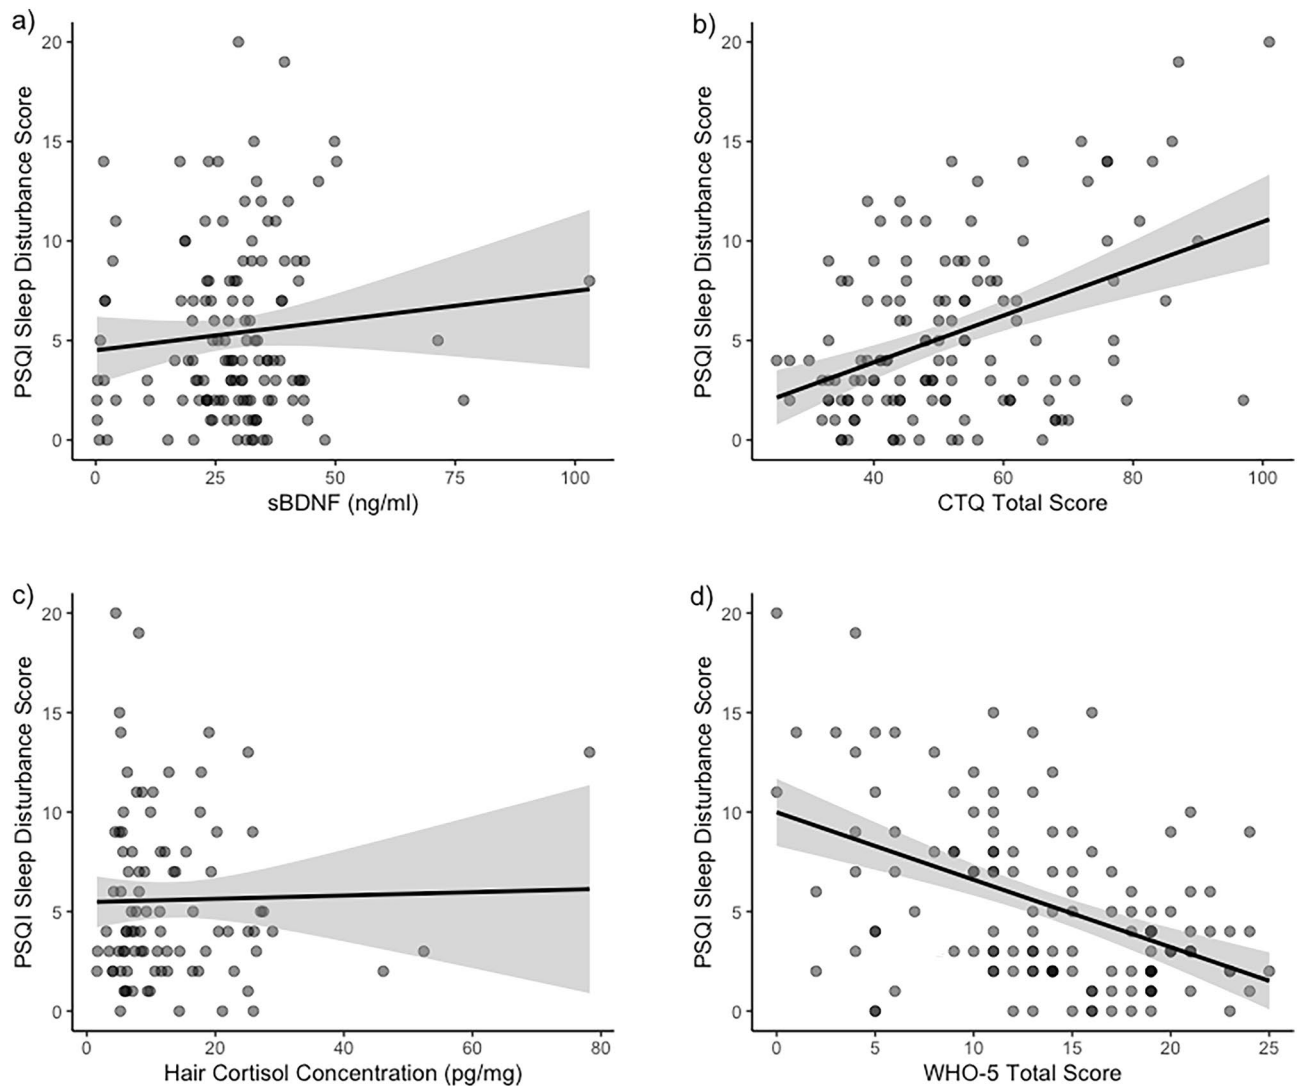 a)
PSQI Sleep Disturbance Score
20
15
10
5
0
0 25 50 75 100
sBDNF (ng/ml)
b)
PSQI Sleep Disturbance Score
20
15
10
5
0
40 60 80 100
CTQ Total Score
c)
PSQI Sleep Disturbance Score
20
15
10
5
0
0 20 40 60 80
Hair Cortisol Concentration (pg/mg)
d)
PSQI Sleep Disturbance Score
20
15
10
5
0
0 5 10 15 20 25
WHO-5 Total Score